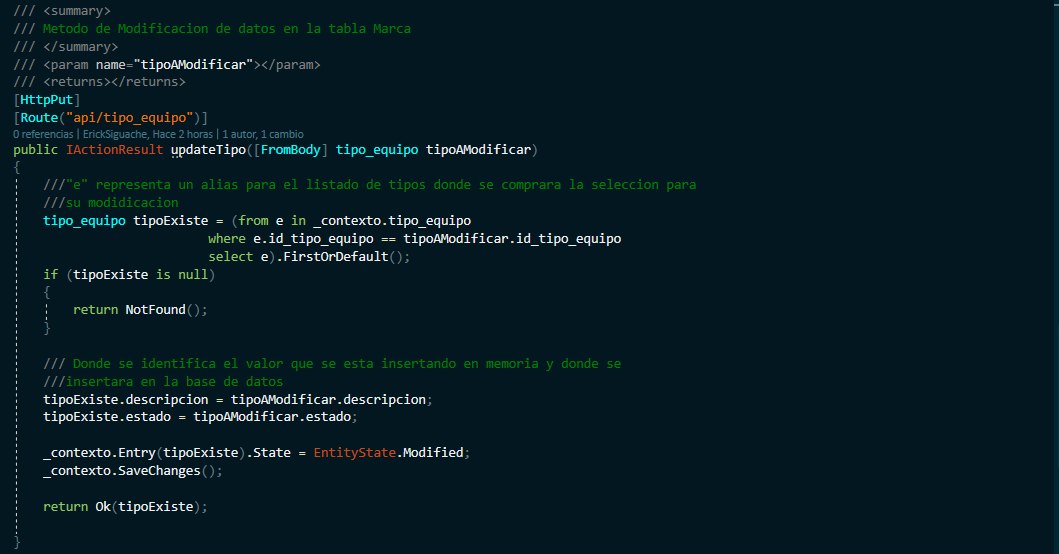 /// <summary>
/// Metodo de Modificacion de datos en la tabla Marca
/// </summary>
/// <param name="tipoAModificar"></param>
/// <returns></returns>
[HttpPut]
[Route("api/tipo_equipo")]
0 referencias | ErickSiguache, Hace 2 horas | 1 autor, 1 cambio
public IActionResult updateTipo([FromBody] tipo_equipo tipoAModificar)
{
///"e" representa un alias para el listado de tipos donde se comprara la seleccion para
///su modidicacion
tipo_equipo tipoExiste = (from e in _contexto.tipo_equipo
where e.id_tipo_equipo == tipoAModificar.id_tipo_equipo
select e).FirstOrDefault();
if (tipoExiste is null)
{
return NotFound();
}
/// Donde se identifica el valor que se esta insertando en memoria y donde se
///insertara en la base de datos
tipoExiste.descripcion = tipoAModificar.descripcion;
tipoExiste.estado = tipoAModificar.estado;
_contexto.Entry(tipoExiste).State = EntityState.Modified;
_contexto.SaveChanges();
return Ok(tipoExiste);
}